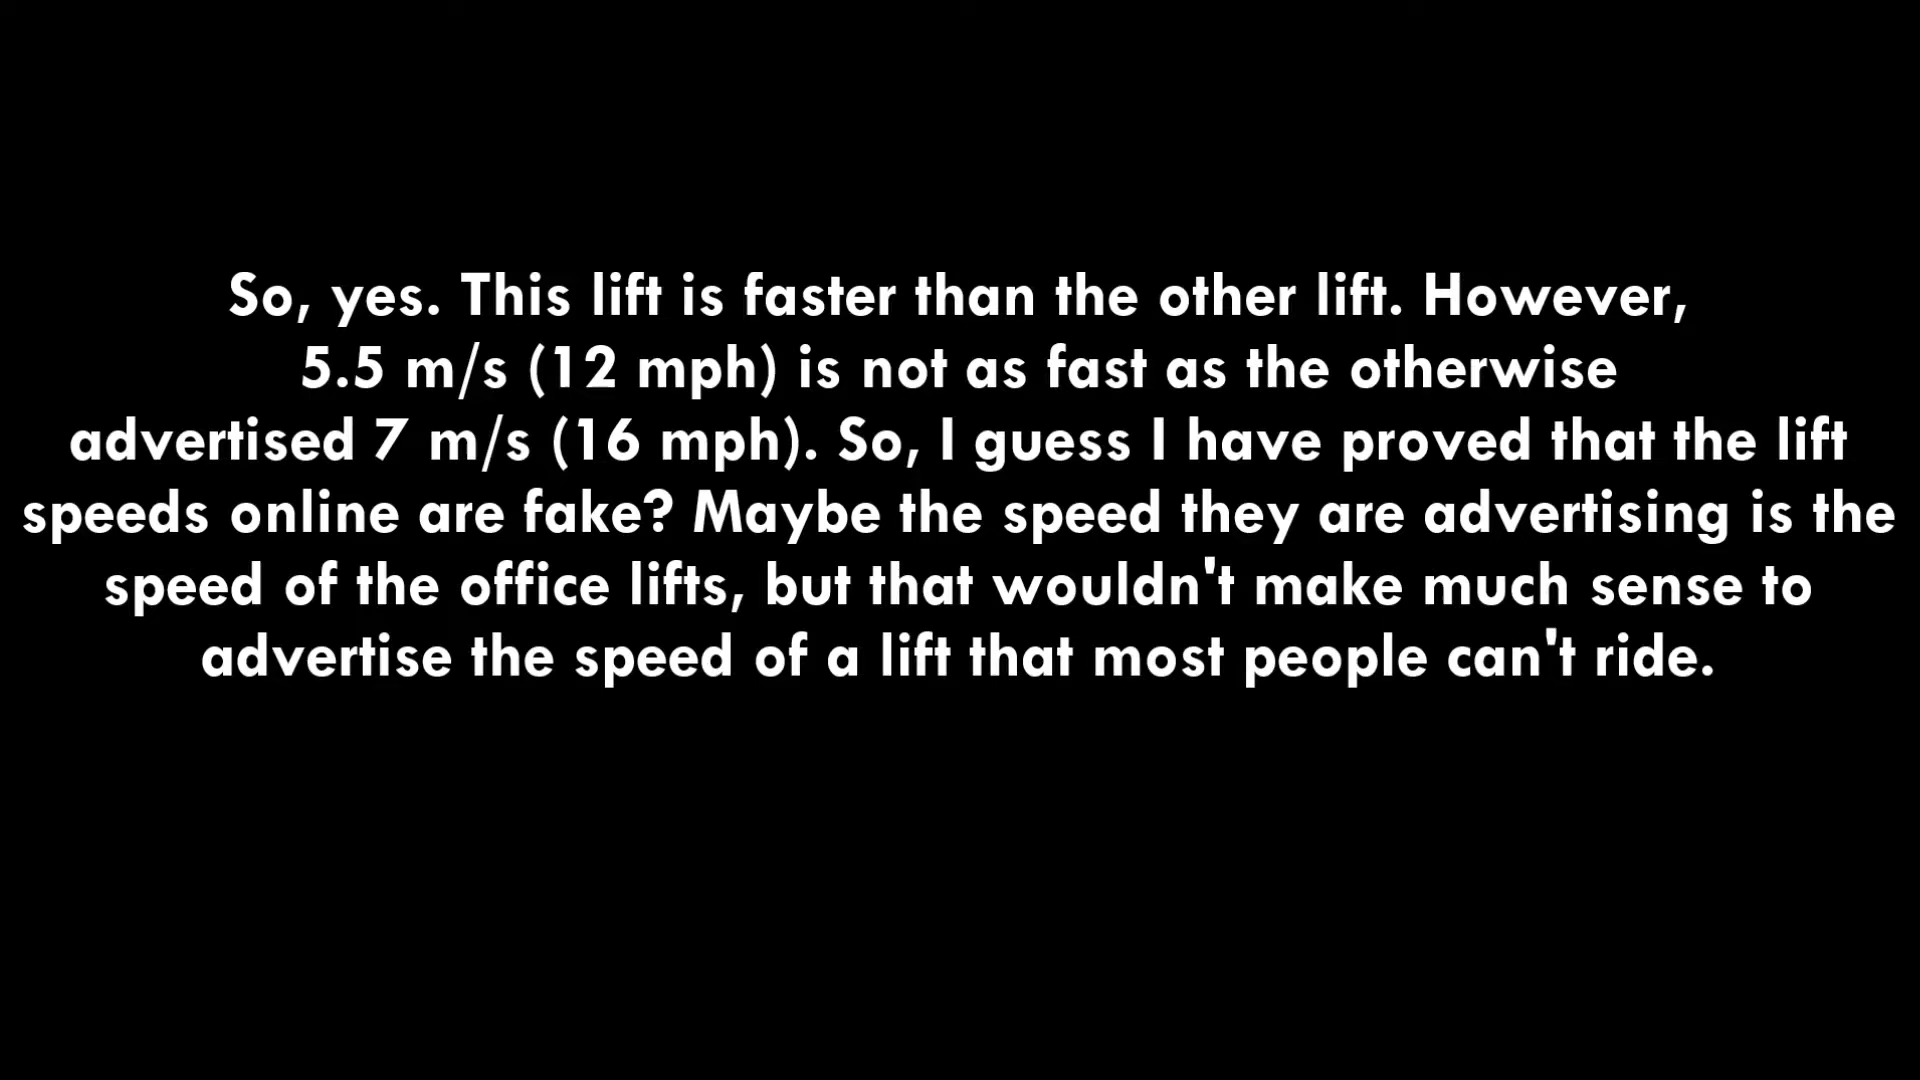 So, yes. This lift is faster than the other lift. However,
5.5 m/s (12 mph) is not as fast as the otherwise
advertised 7 m/s (16 mph). So, I guess I have proved that the lift
speeds online are fake? Maybe the speed they are advertising is the
speed of the office lifts, but that wouldn't make much sense to
advertise the speed of a lift that most people can't ride.